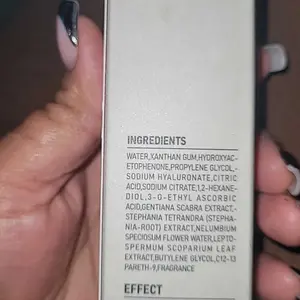 INGREDIENTS
WATER,XANTHAN GUM,HYDROXYAC-
ETOPHENONE,PROPYLENE GLYCOL,-
SODIUM HYALURONATE,CITRIC
ACID,SODIUM CITRATE,1,2-HEXANE-
DIOL,3-O-ETHYL ASCORBIC
ACID,GENTIANA SCABRA EXTRACT-
STEPHANIA TETRANDRA (STEPHA-
NIA-ROOT) EXTRACT,NELUMBIUM
SPECIOSUM FLOWER WATER,LEPTO-
SPERMUM SCOPARIUM LEAF
EXTRACT,BUTYLENE GLYCOL,C12-13
PARETH-9,FRAGRANCE
EFFECT